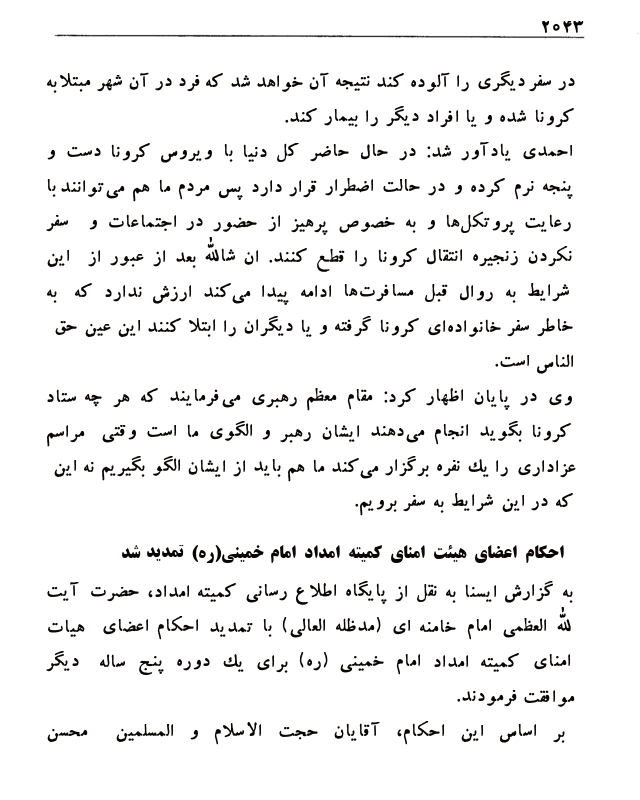 ۲۰۴۳
در سفر دیگری را آلوده کند نتیجه آن خواهد شد که فرد در آن شهر مبتلا به
کرونا شده و یا افراد دیگر را بیمار کند.
احمدی یادآور شد: در حال حاضر کل دنیا با ویروس کرونا دست و
پنجه نرم کرده و در حالت اضطرار قرار دارد پس مردم ما هم می‌توانند با
رعایت پروتکل‌ها و به خصوص پرهیز از حضور در اجتماعات و سفر
نکردن زنجیره انتقال کرونا را قطع کنند. ان شالله بعد از عبور از این
شرایط به روال قبل مسافرت‌ها ادامه پیدا می‌کند ارزش ندارد که به
خاطر سفر خانواده‌ای کرونا گرفته و یا دیگران را ابتلا کنند این عین حق
الناس است.
وی در پایان اظهار کرد: مقام معظم رهبری می‌فرمایند که هر چه ستاد
کرونا بگوید انجام می‌دهند ایشان رهبر و الگوی ما است وقتی مراسم
عزاداری را یك نفره برگزار می‌کند ما هم باید از ایشان الگو بگیریم نه این
که در این شرایط به سفر برویم.
احکام اعضای هیئت امنای کمیته امداد امام خمینی(ره) تمدید شد
به گزارش ایسنا به نقل از پایگاه اطلاع رسانی کمیته امداد، حضرت آیت
لله العظمی امام خامنه ای (مدظله العالی) با تمدید احکام اعضای هیات
امنای کمیته امداد امام خمینی (ره) برای یك دوره پنج ساله دیگر
موافقت فرمودند.
بر اساس این احکام، آقایان حجت الاسلام و المسلمین محسن